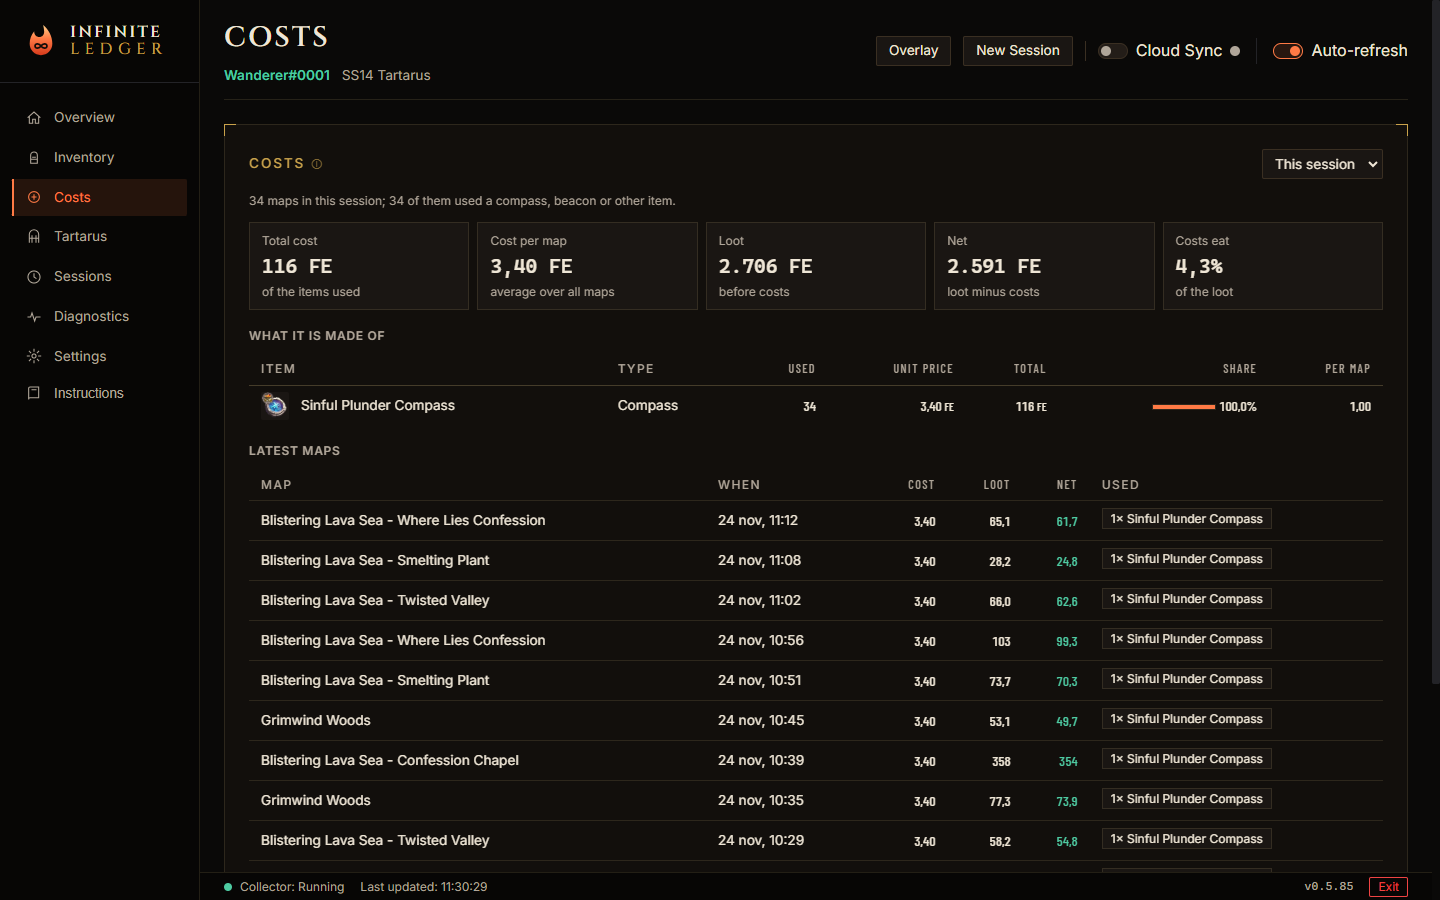 INFINITE
LEDGER
Overview
Inventory
Costs
Tartarus
Sessions
Diagnostics
Settings
Instructions
COSTS
Wanderer#0001 SS14 Tartarus
Overlay New Session Cloud Sync Auto-refresh
COSTS
This session
34 maps in this session; 34 of them used a compass, beacon or other item.
Total cost
116 FE
of the items used
Cost per map
3,40 FE
average over all maps
Loot
2.706 FE
before costs
Net
2.591 FE
loot minus costs
Costs eat
4,3%
of the loot
WHAT IT IS MADE OF
ITEM TYPE USED UNIT PRICE TOTAL SHARE PER MAP
Sinful Plunder Compass Compass 34 3,40 FE 116 FE 100,0% 1,00
LATEST MAPS
MAP WHEN COST LOOT NET USED
Blistering Lava Sea - Where Lies Confession 24 nov, 11:12 3,40 65,1 61,7 1× Sinful Plunder Compass
Blistering Lava Sea - Smelting Plant 24 nov, 11:08 3,40 28,2 24,8 1× Sinful Plunder Compass
Blistering Lava Sea - Twisted Valley 24 nov, 11:02 3,40 66,0 62,6 1× Sinful Plunder Compass
Blistering Lava Sea - Where Lies Confession 24 nov, 10:56 3,40 103 99,3 1× Sinful Plunder Compass
Blistering Lava Sea - Smelting Plant 24 nov, 10:51 3,40 73,7 70,3 1× Sinful Plunder Compass
Grimwind Woods 24 nov, 10:45 3,40 53,1 49,7 1× Sinful Plunder Compass
Blistering Lava Sea - Confession Chapel 24 nov, 10:39 3,40 358 354 1× Sinful Plunder Compass
Grimwind Woods 24 nov, 10:35 3,40 77,3 73,9 1× Sinful Plunder Compass
Blistering Lava Sea - Twisted Valley 24 nov, 10:29 3,40 58,2 54,8 1× Sinful Plunder Compass
Collector: Running Last updated: 11:30:29 v0.5.85 Exit